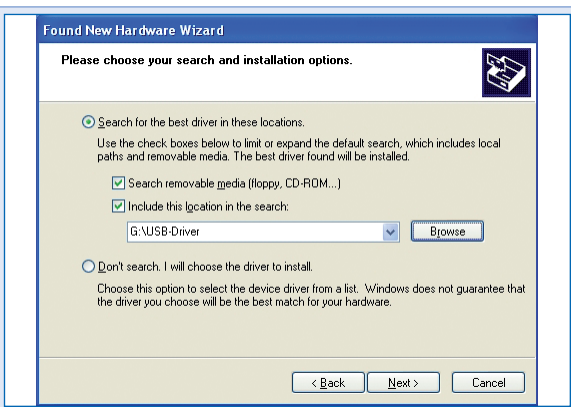 Found New Hardware Wizard
Please choose your search and installation options.
Search for the best driver in these locations.
Use the check boxes below to limit or expand the default search, which includes local
paths and removable media. The best driver found will be installed.
Search removable media (floppy, CD-ROM...)
Include this location in the search:
G:\USB-Driver
Browse
Don't search. I will choose the driver to install.
Choose this option to select the device driver from a list. Windows does not guarantee that
the driver you choose will be the best match for your hardware.
< Back Next > Cancel